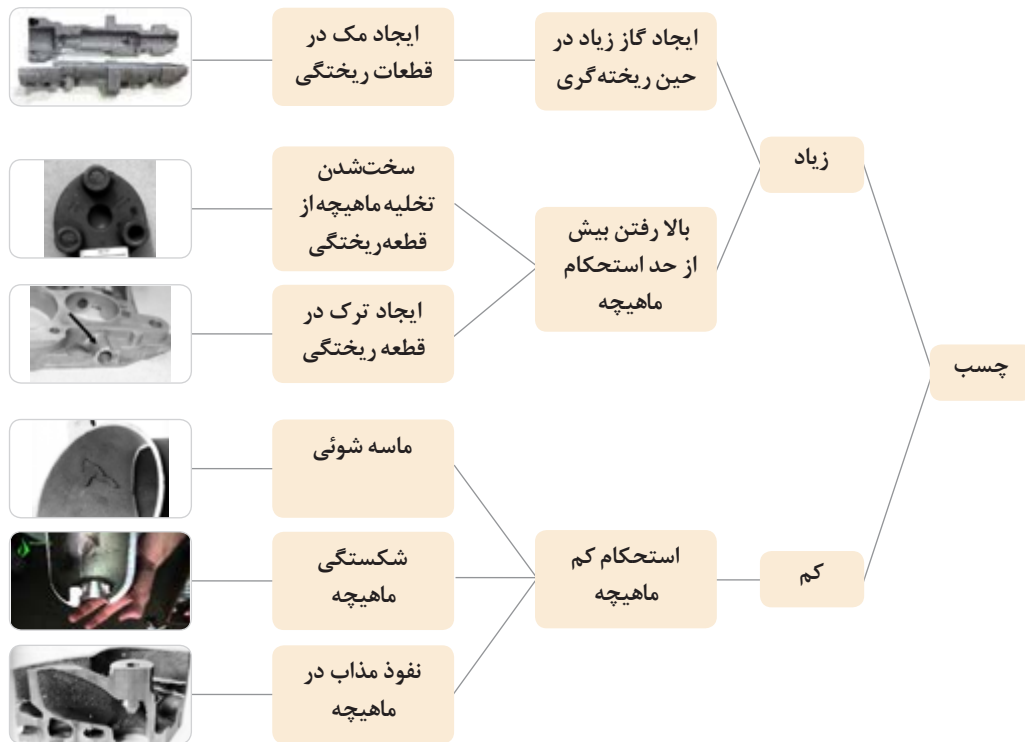 چسب
زیاد
ایجاد گاز زیاد در
حین ریخته‌گری
ایجاد مک در
قطعات ریختگی
بالا رفتن بیش
از حد استحکام
ماهیچه
سخت‌شدن
تخلیه ماهیچه از
قطعه ریختگی
ایجاد ترک در
قطعه ریختگی
کم
استحکام کم
ماهیچه
ماسه شوئی
شکستگی
ماهیچه
نفوذ مذاب در
ماهیچه